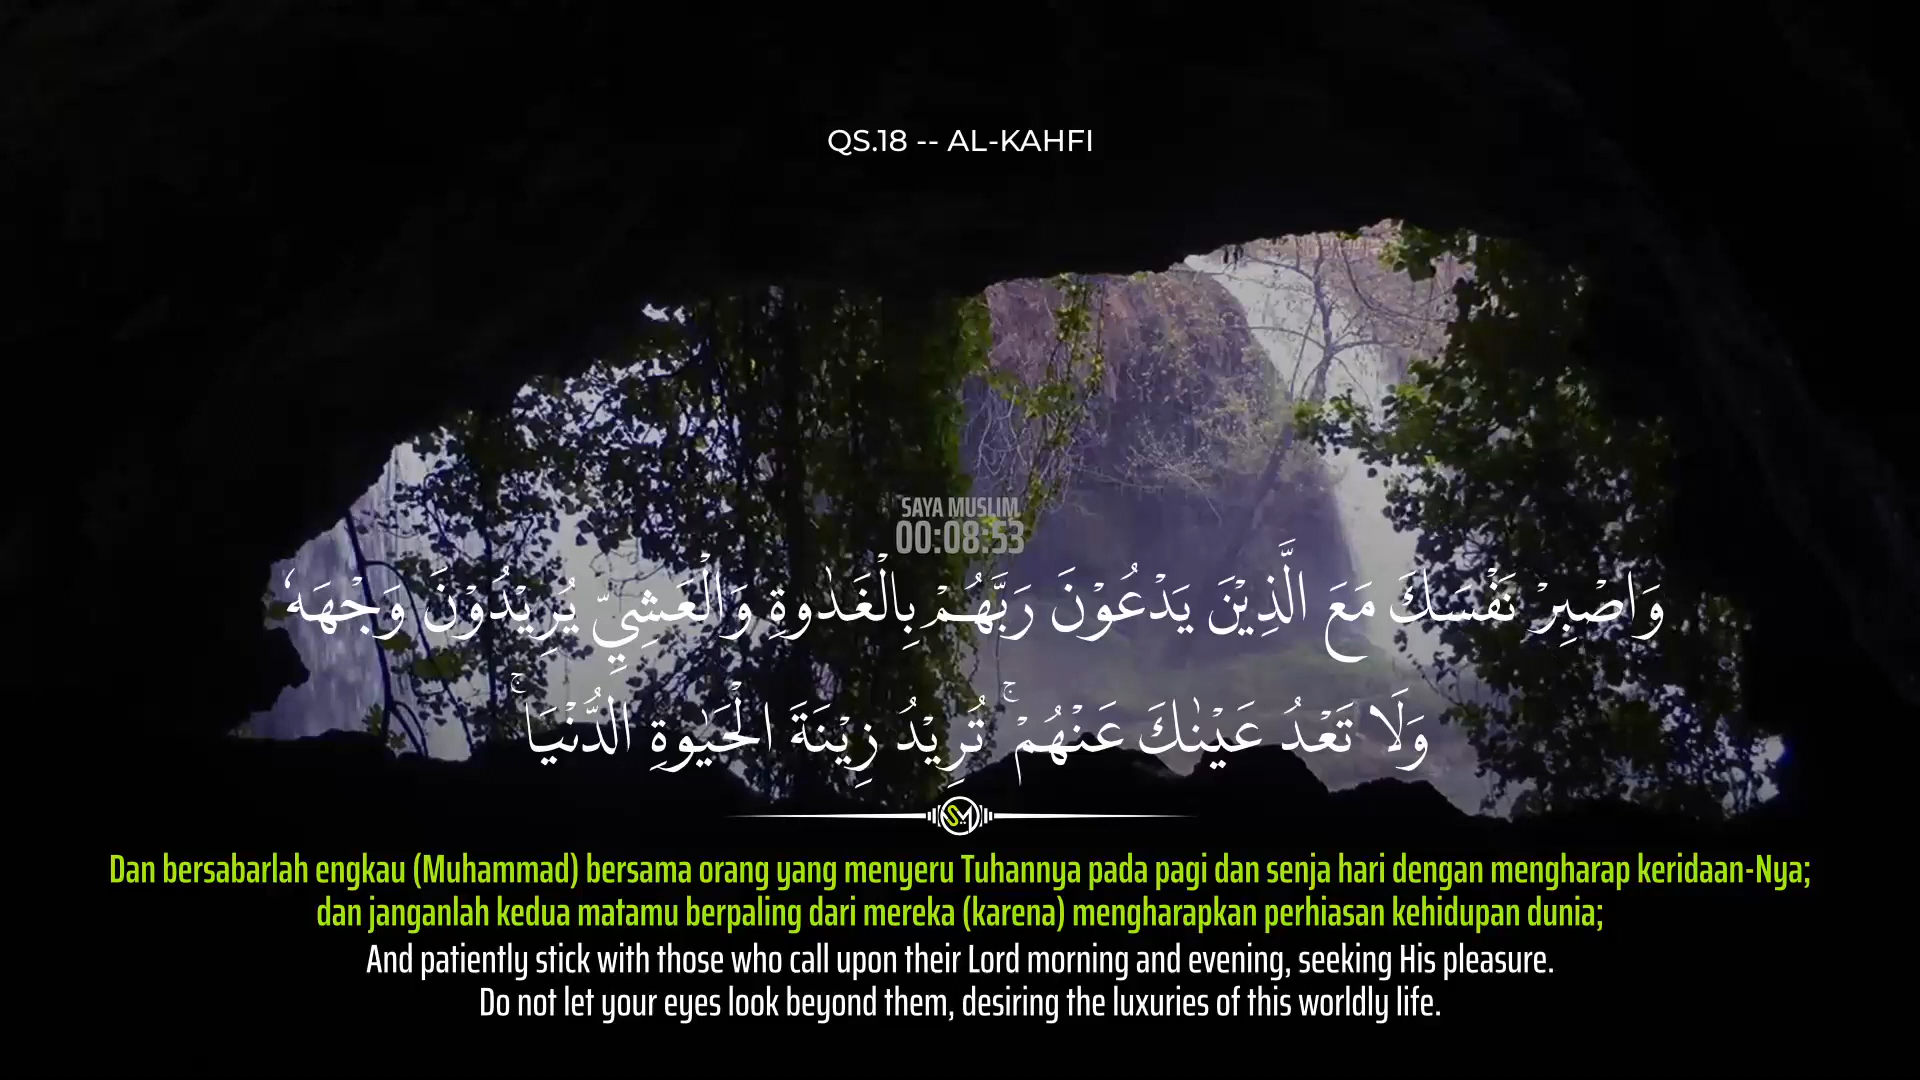 QS.18 -- AL-KAHFI
SAYA MUSLIM
00:08:53
وَاصْبِرْ نَفْسَكَ مَعَ الَّذِيْنَ يَدْعُوْنَ رَبَّهُمْ بِالْغَدٰوةِ وَالْعَشِيِّ يُرِيْدُوْنَ وَجْهَهٗ
وَلَا تَعْدُ عَيْنٰكَ عَنْهُمْۚ تُرِيْدُ زِيْنَةَ الْحَيٰوةِ الدُّنْيَاۚ
SM
Dan bersabarlah engkau (Muhammad) bersama orang yang menyeru Tuhannya pada pagi dan senja hari dengan mengharap keridaan-Nya;
dan janganlah kedua matamu berpaling dari mereka (karena) mengharapkan perhiasan kehidupan dunia;
And patiently stick with those who call upon their Lord morning and evening, seeking His pleasure.
Do not let your eyes look beyond them, desiring the luxuries of this worldly life.